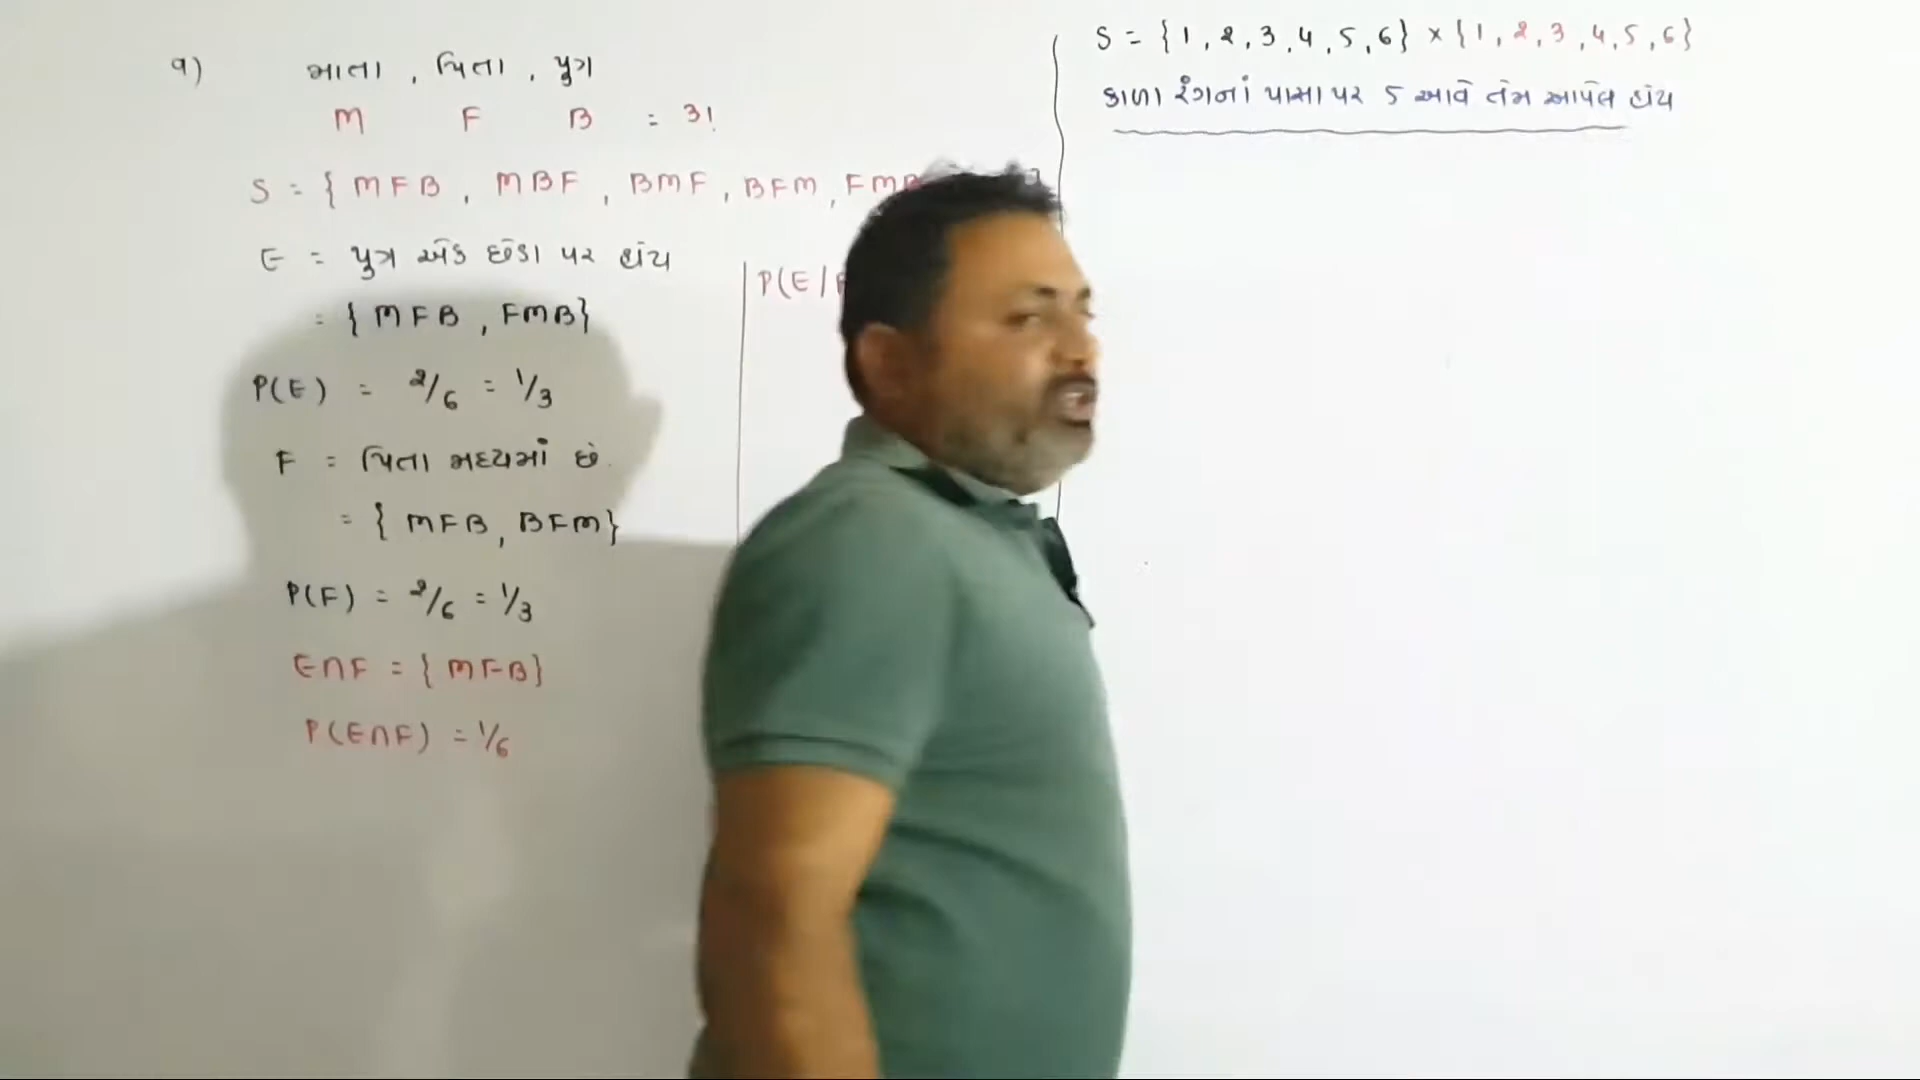 ૧) માતા , પિતા , પુત્ર
M F B = 3!
S = { MFB , MBF , BMF , BFM , FMB
E = પુત્ર એક છેડા પર હોય
= { MFB , FMB}
P(E) = 2/6 = 1/3
F = પિતા મધ્યમાં છે.
= { MFB, BFM}
P(F) = 2/6 = 1/3
E∩F = { MFB}
P(E∩F) = 1/6
P(E/
S = {1, 2, 3, 4, 5, 6} × {1, 2, 3, 4, 5, 6}
કાળા રંગનાં પાસા પર 5 આવે તેમ આપેલ હોય